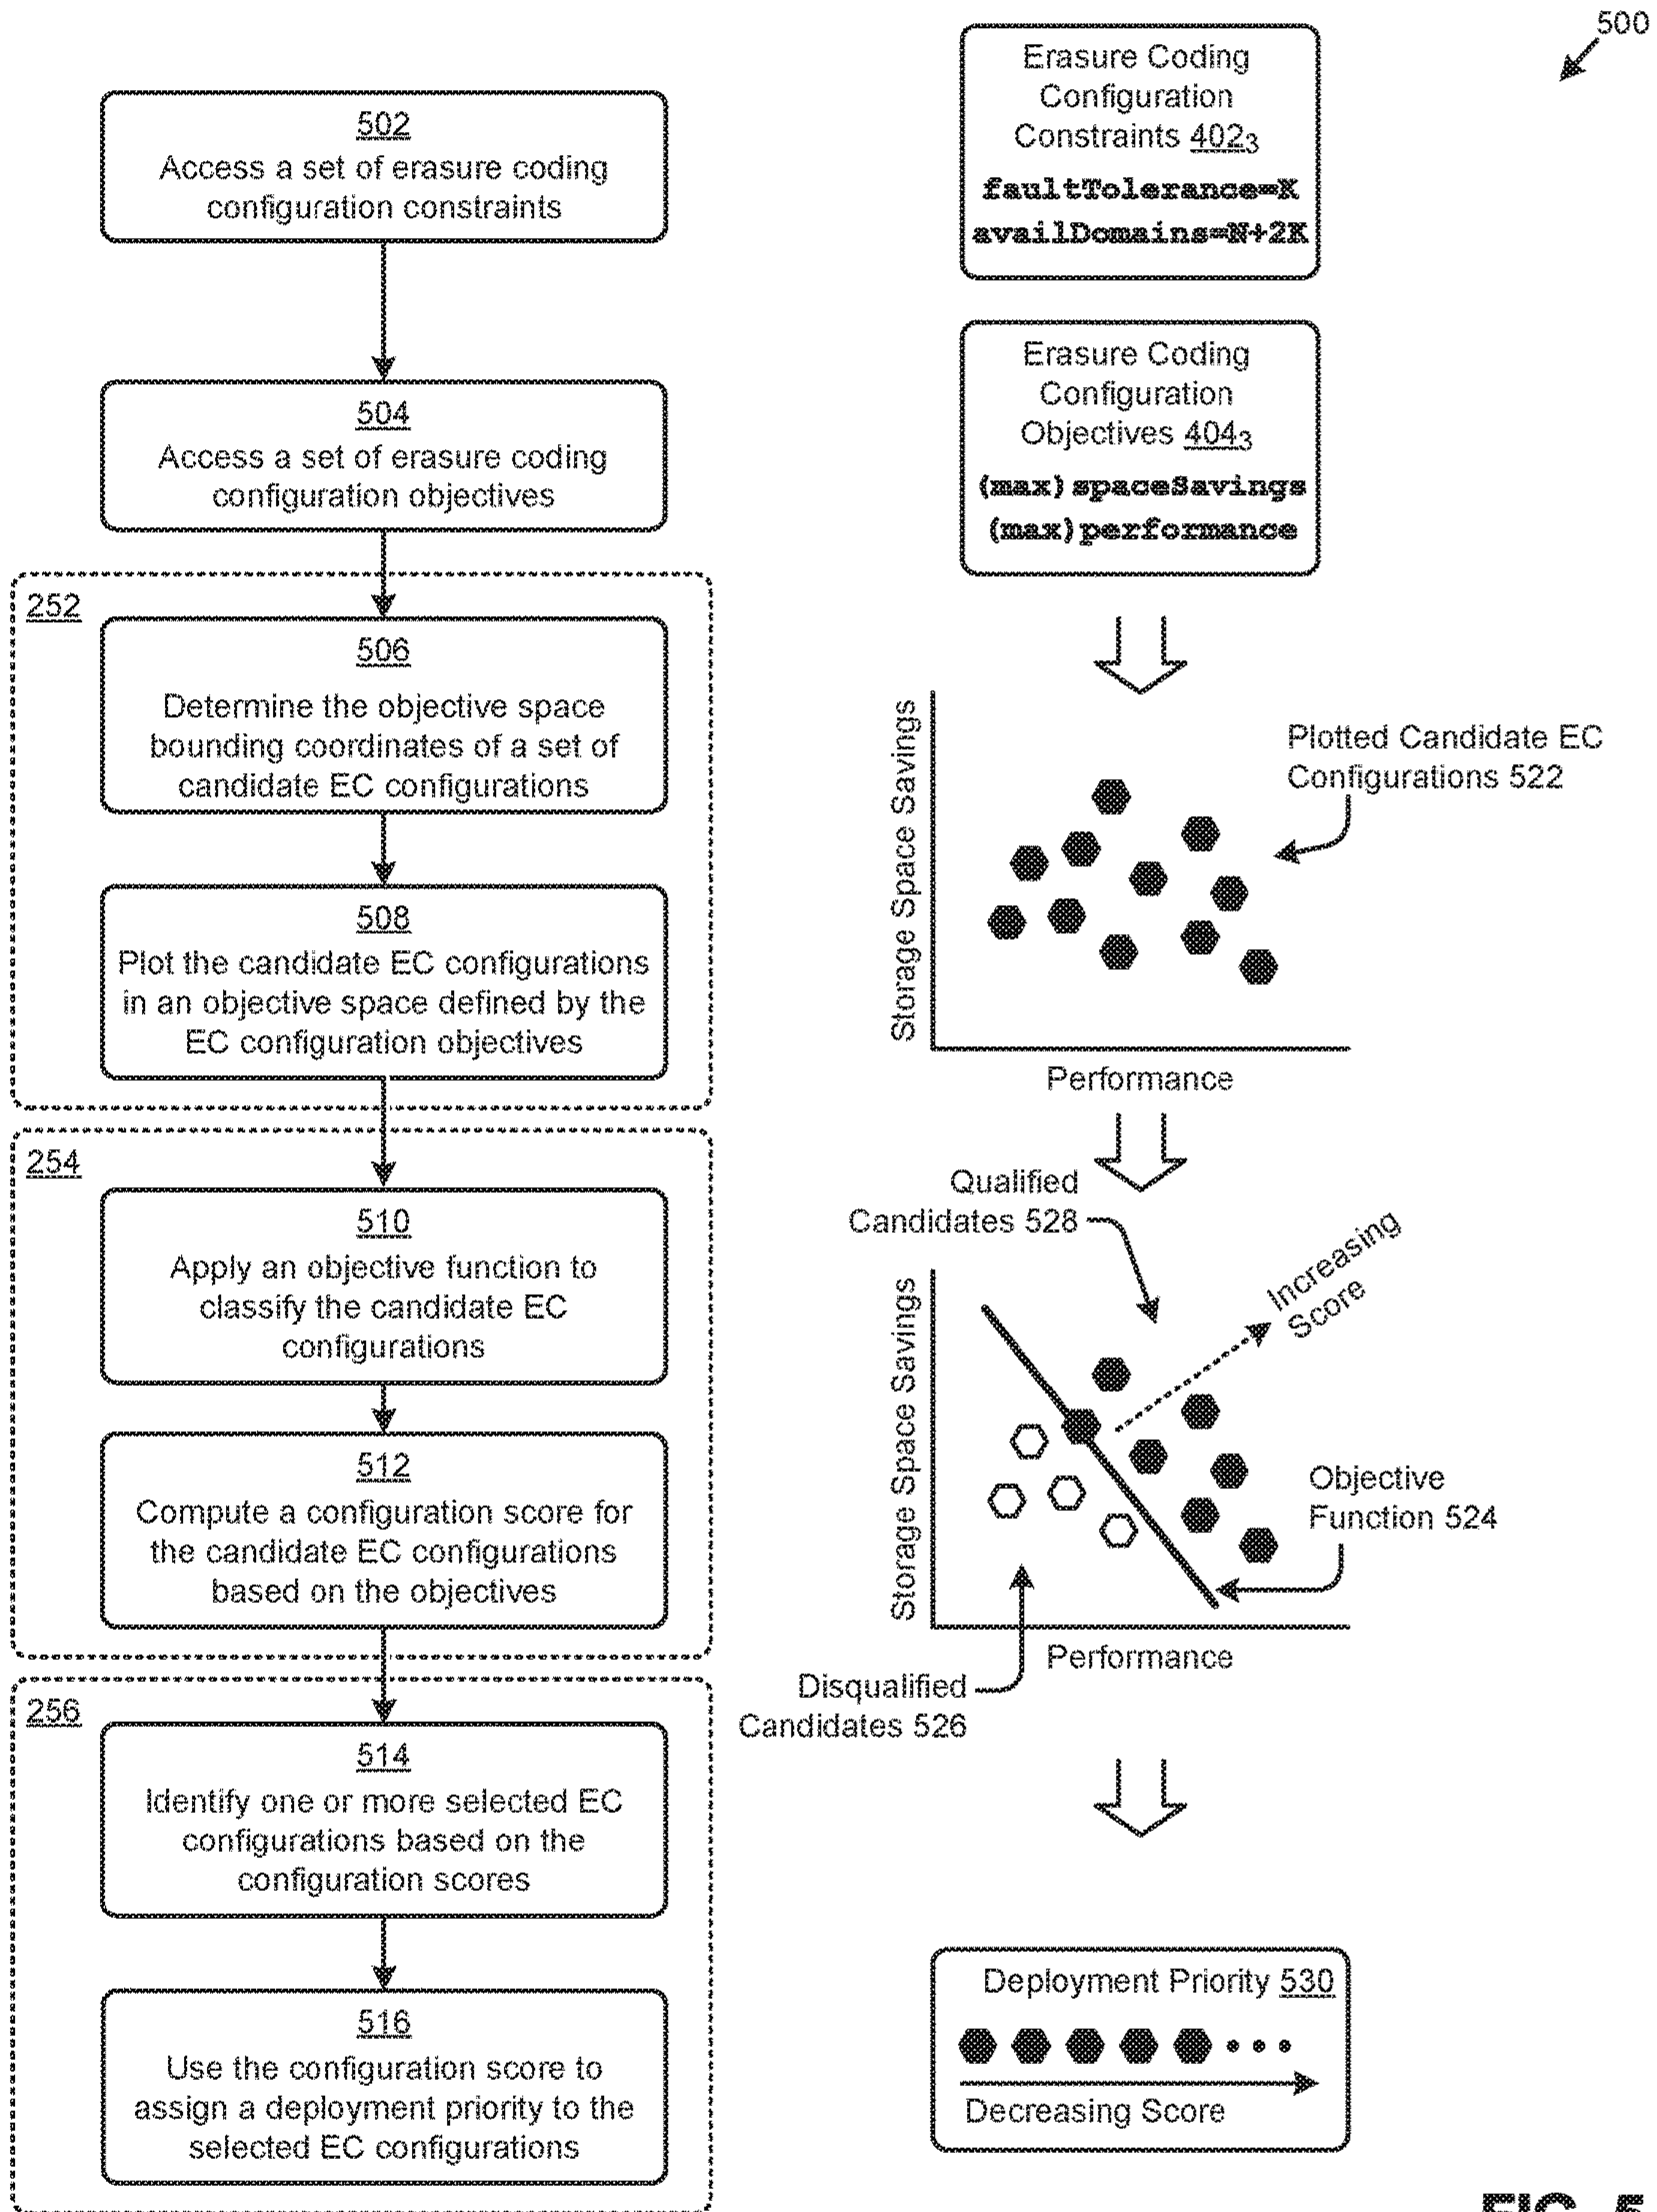 500
502
Access a set of erasure coding
configuration constraints
504
Access a set of erasure coding
configuration objectives
252
506
Determine the objective space
bounding coordinates of a set of
candidate EC configurations
508
Plot the candidate EC configurations
in an objective space defined by the
EC configuration objectives
254
510
Apply an objective function to
classify the candidate EC
configurations
512
Compute a configuration score for
the candidate EC configurations
based on the objectives
256
514
Identify one or more selected EC
configurations based on the
configuration scores
516
Use the configuration score to
assign a deployment priority to the
selected EC configurations
Erasure Coding
Configuration
Constraints 402₃
faultTolerance=K
availDomains=N+2K
Erasure Coding
Configuration
Objectives 404₃
(max)spaceSavings
(max)performance
Storage Space Savings
Plotted Candidate EC
Configurations 522
Performance
Qualified
Candidates 528
Increasing
Score
Storage Space Savings
Objective
Function 524
Performance
Disqualified
Candidates 526
Deployment Priority 530
Decreasing Score
FIG. 5